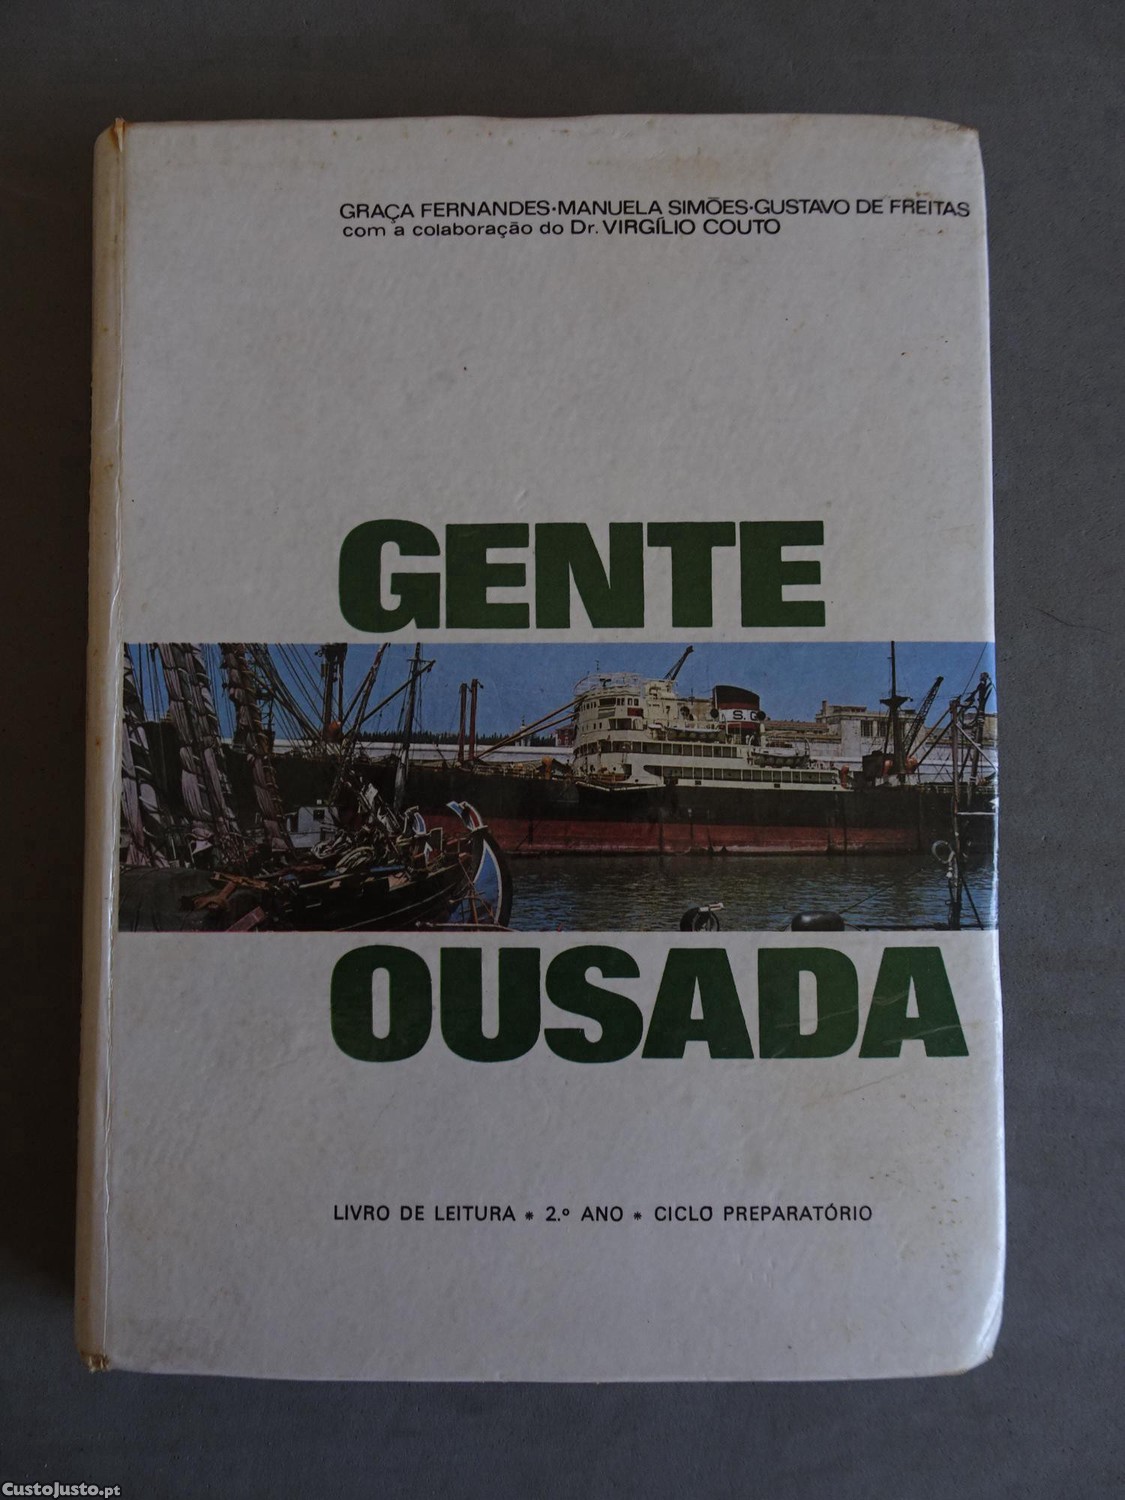 GRAÇA FERNANDES·MANUELA SIMÕES·GUSTAVO DE FREITAS
com a colaboração do Dr. VIRGÍLIO COUTO
GENTE
S.G
OUSADA
LIVRO DE LEITURA * 2.º ANO * CICLO PREPARATÓRIO
CustoJusto.pt